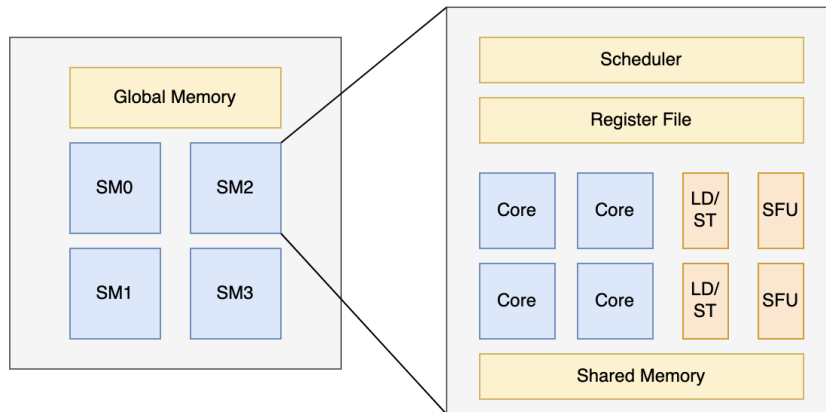 Global Memory
SM0
SM2
SM1
SM3
Scheduler
Register File
Core
Core
LD/
ST
SFU
Core
Core
LD/
ST
SFU
Shared Memory